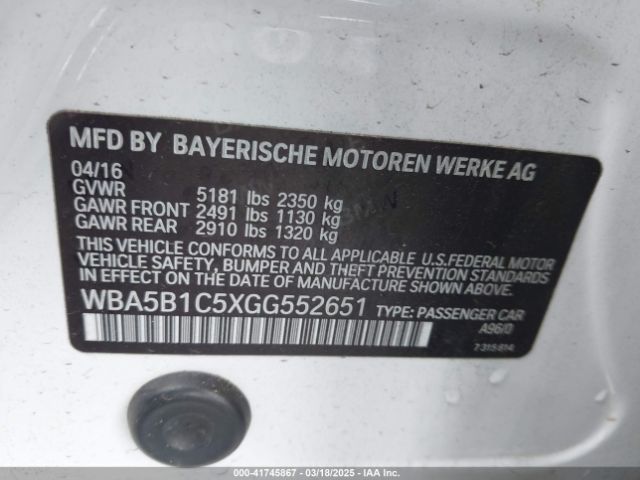 MFD BY BAYERISCHE MOTOREN WERKE AG
04/16
GVWR 5181 lbs 2350 kg
GAWR FRONT 2491 lbs 1130 kg
GAWR REAR 2910 lbs 1320 kg
THIS VEHICLE CONFORMS TO ALL APPLICABLE U.S.FEDERAL MOTOR
VEHICLE SAFETY, BUMPER AND THEFT PREVENTION STANDARDS
IN EFFECT ON THE DATE OF MANUFACTURE SHOWN ABOVE.
WBA5B1C5XGG552651 TYPE: PASSENGER CAR
A96/0
7 315 814
000-41745867 — 03/18/2025 — IAA Inc.